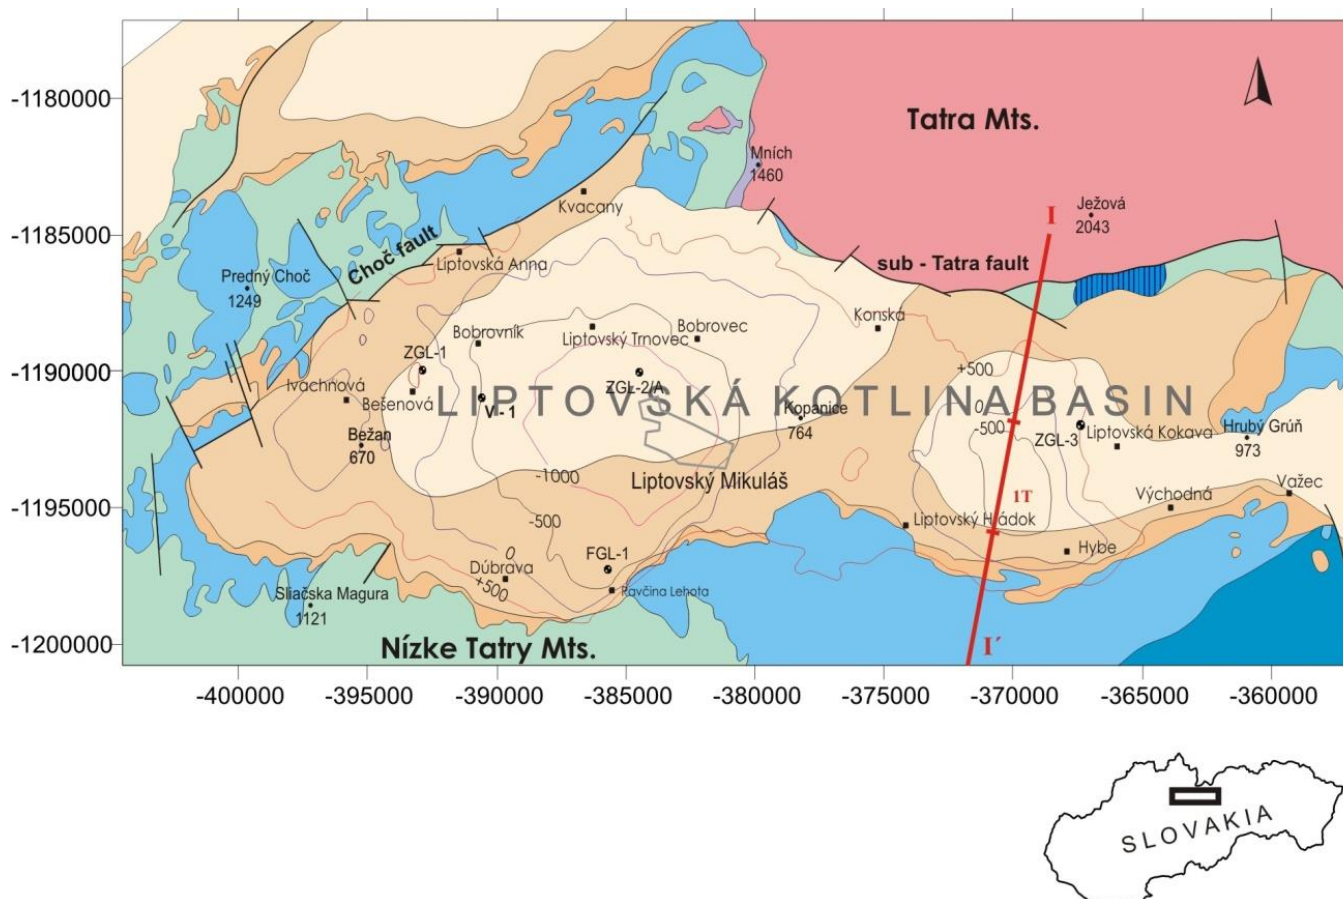 -1180000
-1185000
-1190000
-1195000
-1200000
Tatra Mts.
Mních
1460
Ježová
2043
I
Kvacany
Choč fault
Liptovská Anna
sub - Tatra fault
Predný Choč
1249
Konska
Bobrovník
Liptovský Trnovec
Bobrovec
ZGL-1
+500
Ivachnová
Bešenová
V - 1
ZGL-2/A
LIPTOVSKÁ KOTLINA BASIN
Kopanice
764
0
-500
ZGL-3
Liptovská Kokava
Hrubý Grúň
973
Bežan
670
-1000
Liptovský Mikuláš
Važec
1T
Východná
-500
Liptovský Hrádok
Hybe
0
FGL-1
Dúbrava
+500
Pavčina Lehota
Sliačska Magura
1121
Nízke Tatry Mts.
I´
-400000 -395000 -390000 -385000 -380000 -375000 -370000 -365000 -360000
SLOVAKIA